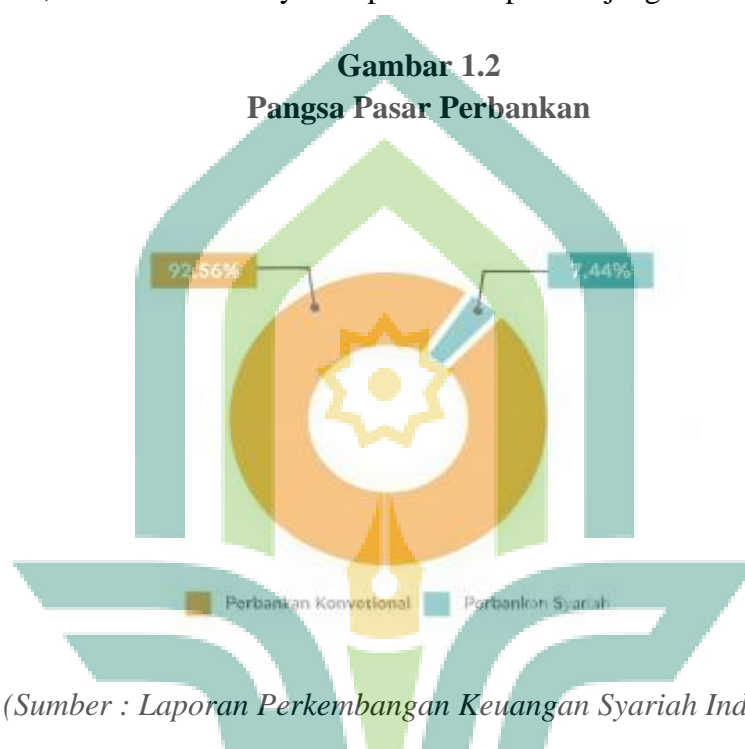 Gambar 1.2
Pangsa Pasar Perbankan
92,56%
7,44%
Perbankan Konvetional
Perbankan Syariah
(Sumber : Laporan Perkembangan Keuangan Syariah Ind